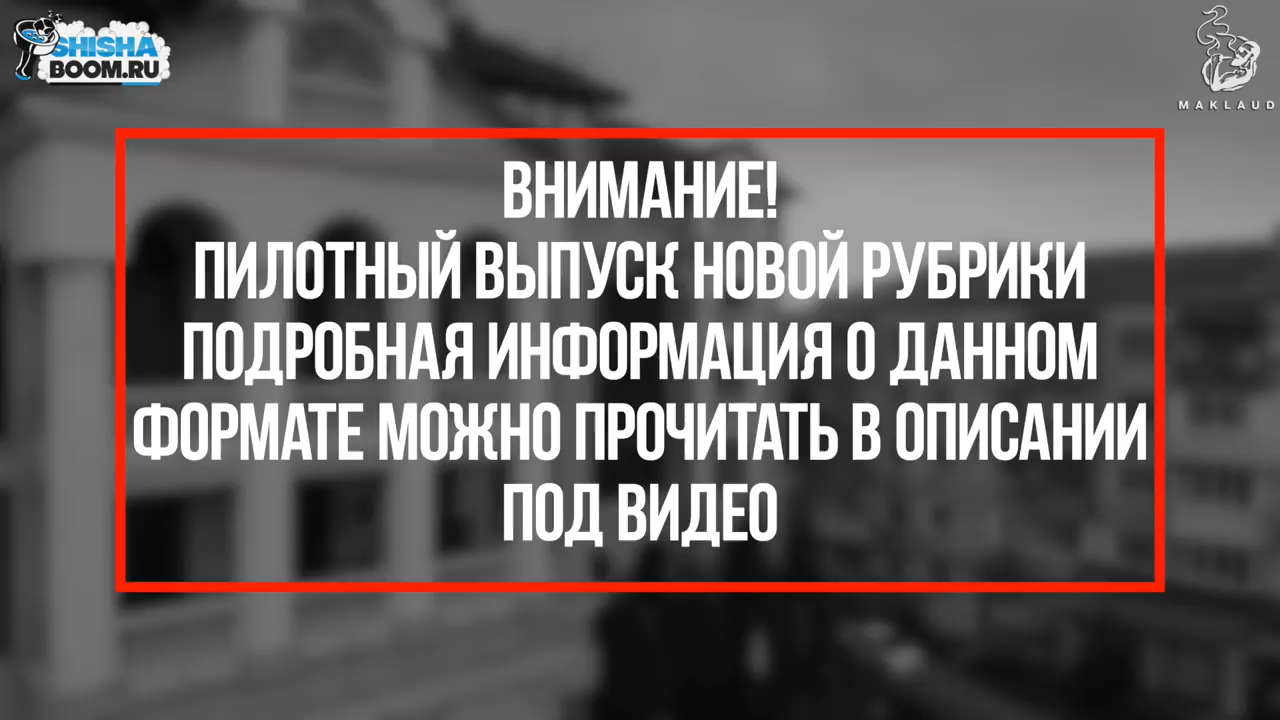 SHISHA
BOOM.RU
MAKLAUD
ВНИМАНИЕ!
ПИЛОТНЫЙ ВЫПУСК НОВОЙ РУБРИКИ
ПОДРОБНАЯ ИНФОРМАЦИЯ О ДАННОМ
ФОРМАТЕ МОЖНО ПРОЧИТАТЬ В ОПИСАНИИ
ПОД ВИДЕО